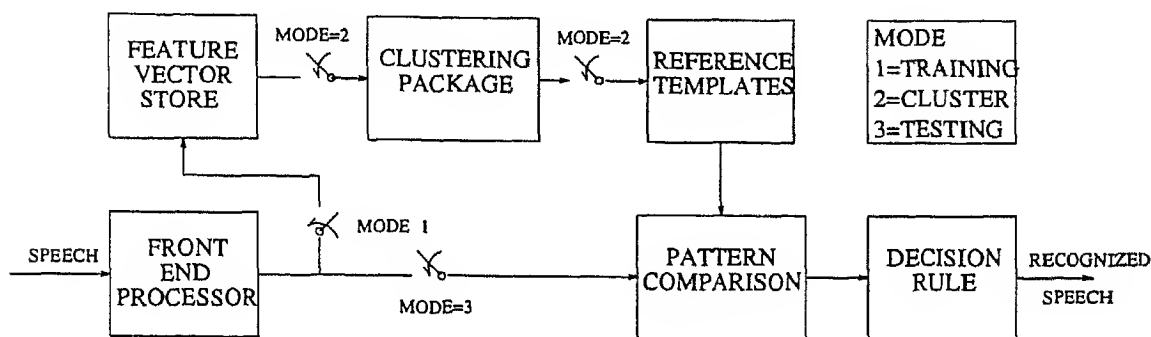 FEATURE
VECTOR
STORE
MODE=2
CLUSTERING
PACKAGE
MODE=2
REFERENCE
TEMPLATES
MODE
1=TRAINING
2=CLUSTER
3=TESTING
SPEECH
FRONT
END
PROCESSOR
MODE 1
MODE=3
PATTERN
COMPARISON
DECISION
RULE
RECOGNIZED
SPEECH